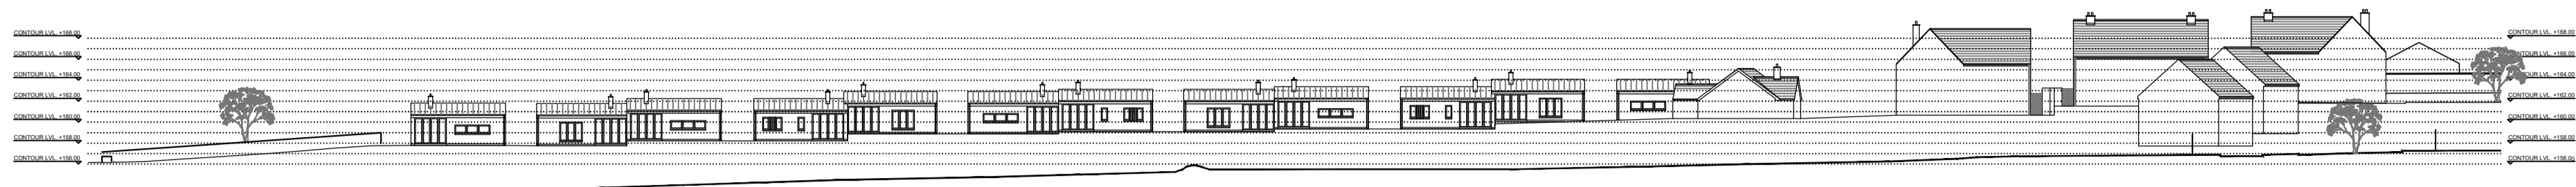 CONTOUR LVL. +168.00
CONTOUR LVL. +166.00
CONTOUR LVL. +164.00
CONTOUR LVL. +162.00
CONTOUR LVL. +160.00
CONTOUR LVL. +158.00
CONTOUR LVL. +156.00
CONTOUR LVL. +168.00
CONTOUR LVL. +166.00
CONTOUR LVL. +164.00
CONTOUR LVL. +162.00
CONTOUR LVL. +160.00
CONTOUR LVL. +158.00
CONTOUR LVL. +156.00